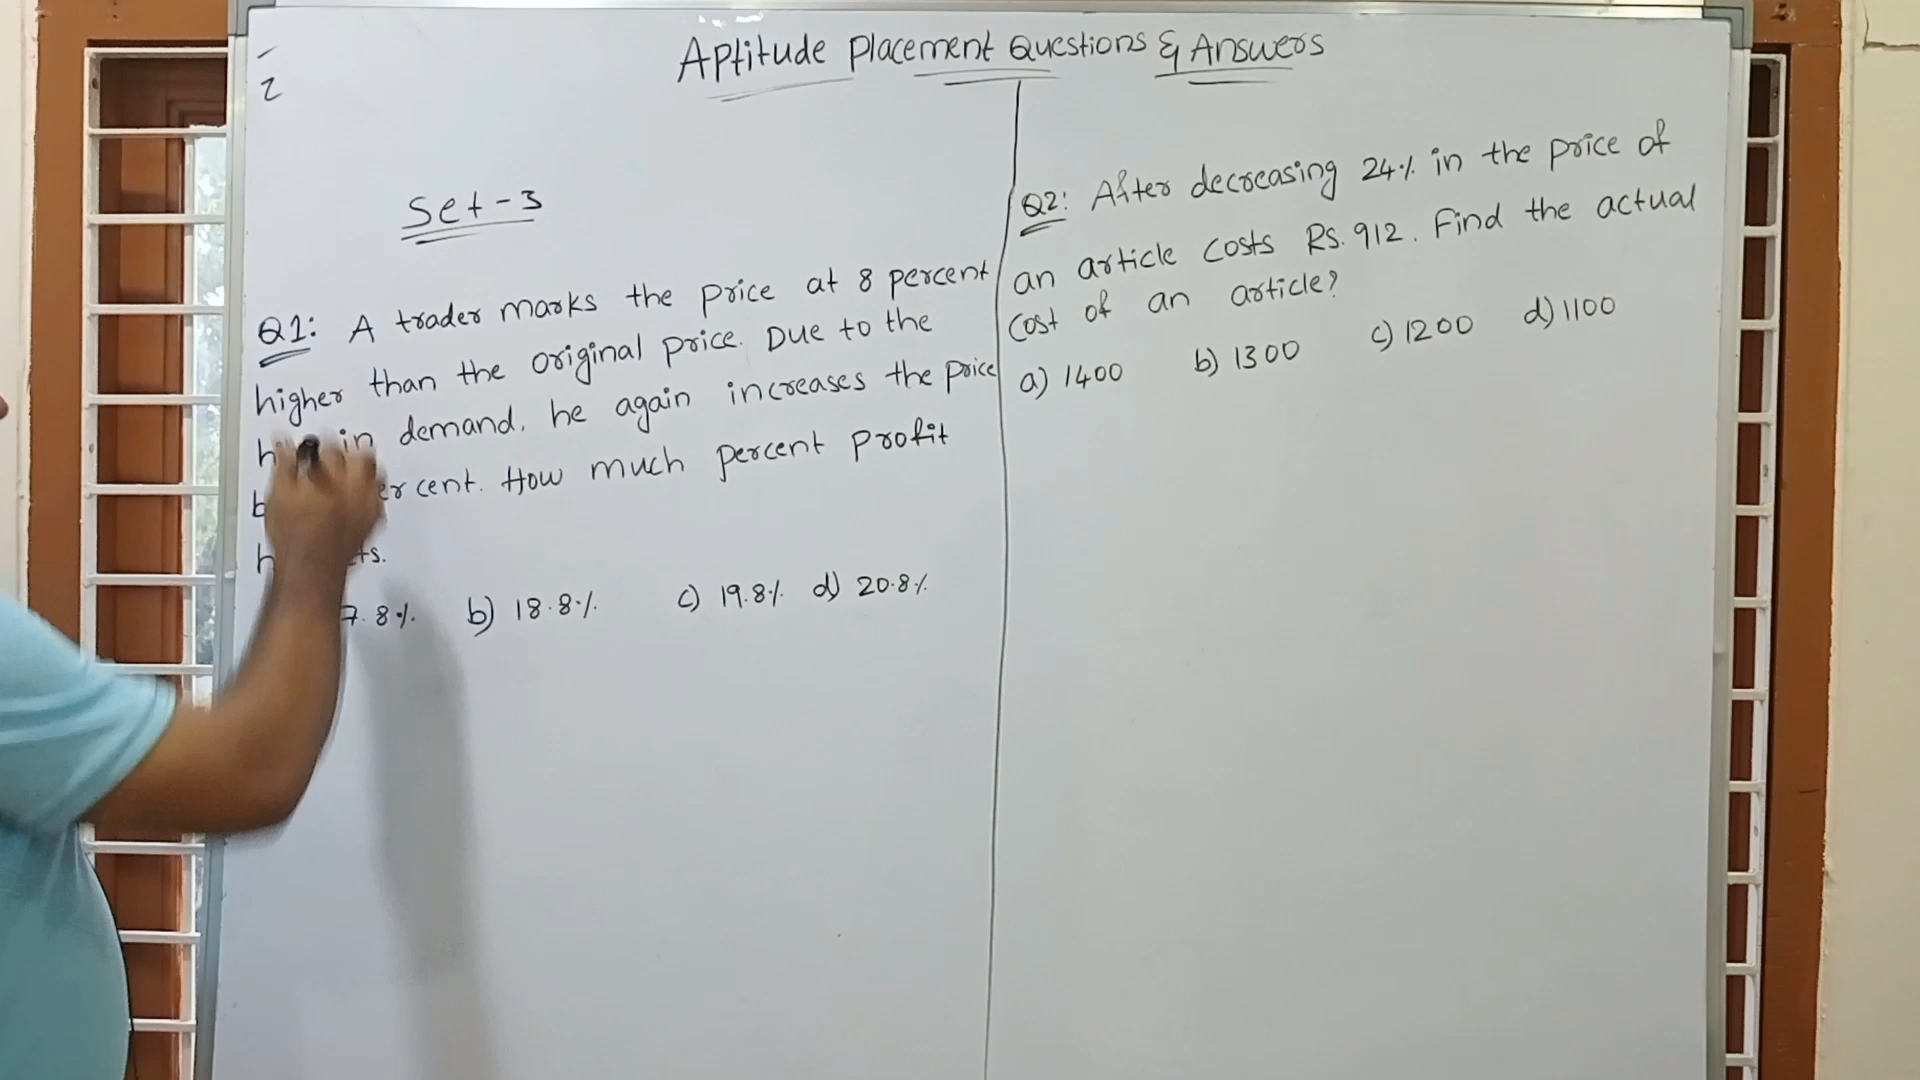 Aptitude Placement Questions & Answers
2
Set-3
Q1: A trader marks the price at 8 percent
higher than the original price. Due to the
in demand, he again increases the price
ercent. How much percent profit
ts.
7.8% b) 18.8% c) 19.8% d) 20.8%
Q2: After decreasing 24% in the price of
an article costs Rs. 912. Find the actual
cost of an article?
a) 1400 b) 1300 c) 1200 d) 1100